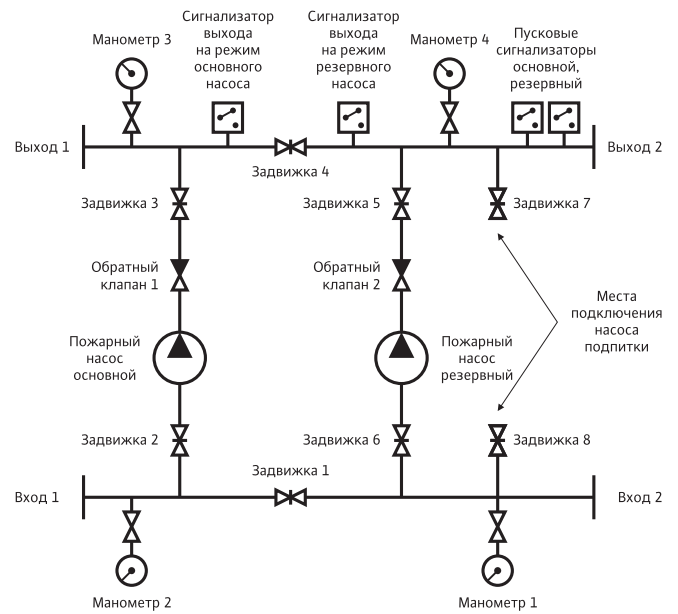 Манометр 3
Сигнализатор
выхода
на режим
основного
насоса
Сигнализатор
выхода
на режим
резервного
насоса
Манометр 4
Пусковые
сигнализаторы
основной,
резервный
Выход 1
Выход 2
Задвижка 4
Задвижка 3
Задвижка 5
Задвижка 7
Обратный
клапан 1
Обратный
клапан 2
Места
подключения
насоса
подпитки
Пожарный
насос
основной
Пожарный
насос
резервный
Задвижка 2
Задвижка 6
Задвижка 8
Задвижка 1
Вход 1
Вход 2
Манометр 2
Манометр 1